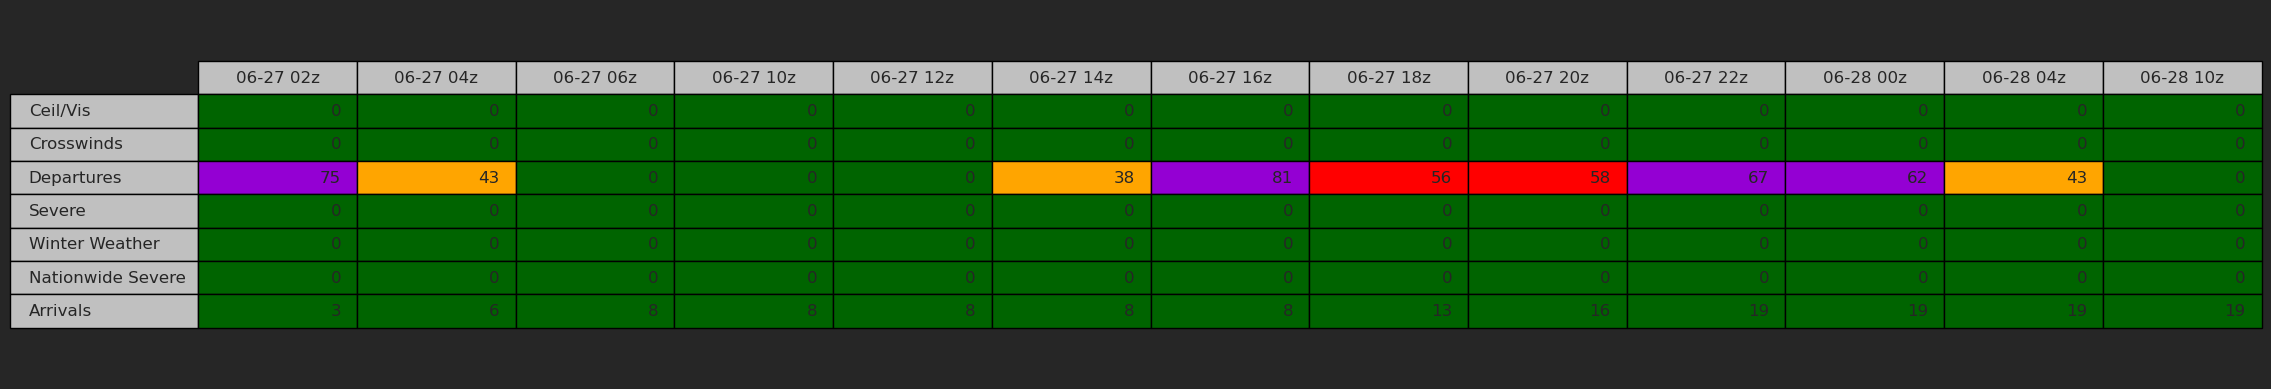 06-27 02z 06-27 04z 06-27 06z 06-27 10z 06-27 12z 06-27 14z 06-27 16z 06-27 18z 06-27 20z 06-27 22z 06-28 00z 06-28 04z 06-28 10z
Ceil/Vis 0 0 0 0 0 0 0 0 0 0 0 0 0
Crosswinds 0 0 0 0 0 0 0 0 0 0 0 0 0
Departures 75 43 0 0 0 38 81 56 58 67 62 43 0
Severe 0 0 0 0 0 0 0 0 0 0 0 0 0
Winter Weather 0 0 0 0 0 0 0 0 0 0 0 0 0
Nationwide Severe 0 0 0 0 0 0 0 0 0 0 0 0 0
Arrivals 3 6 8 8 8 8 8 13 16 19 19 19 19